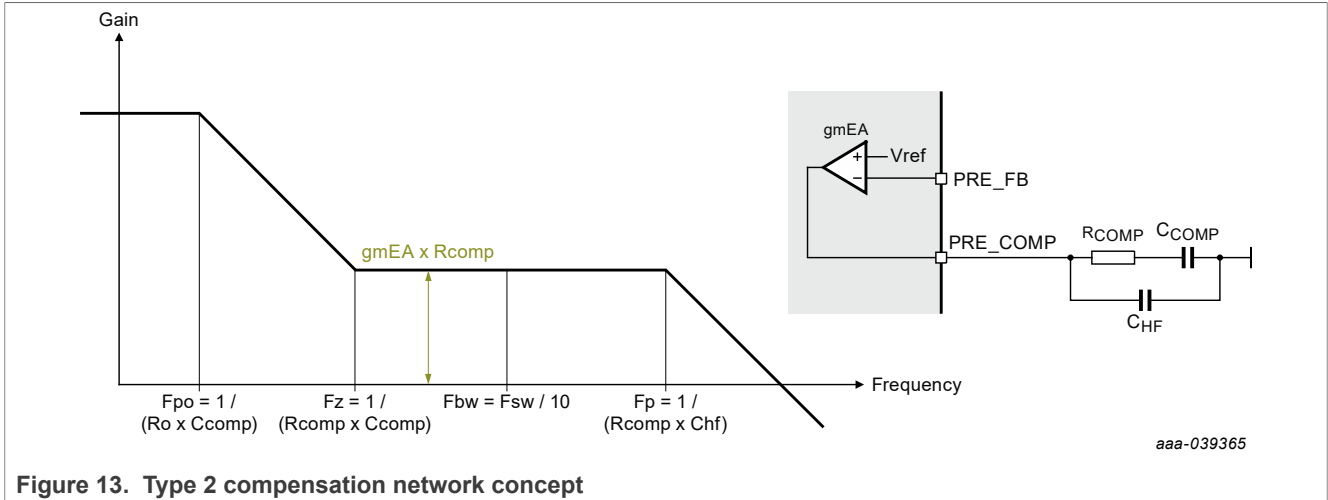 Gain
gmEA x Rcomp
Fpo = 1 /
(Ro x Ccomp)
Fz = 1 /
(Rcomp x Ccomp)
Fbw = Fsw / 10
Fp = 1 /
(Rcomp x Chf)
Frequency
gmEA
+
Vref
−
PRE_FB
PRE_COMP
RCOMP
CCOMP
CHF
aaa-039365
Figure 13. Type 2 compensation network concept